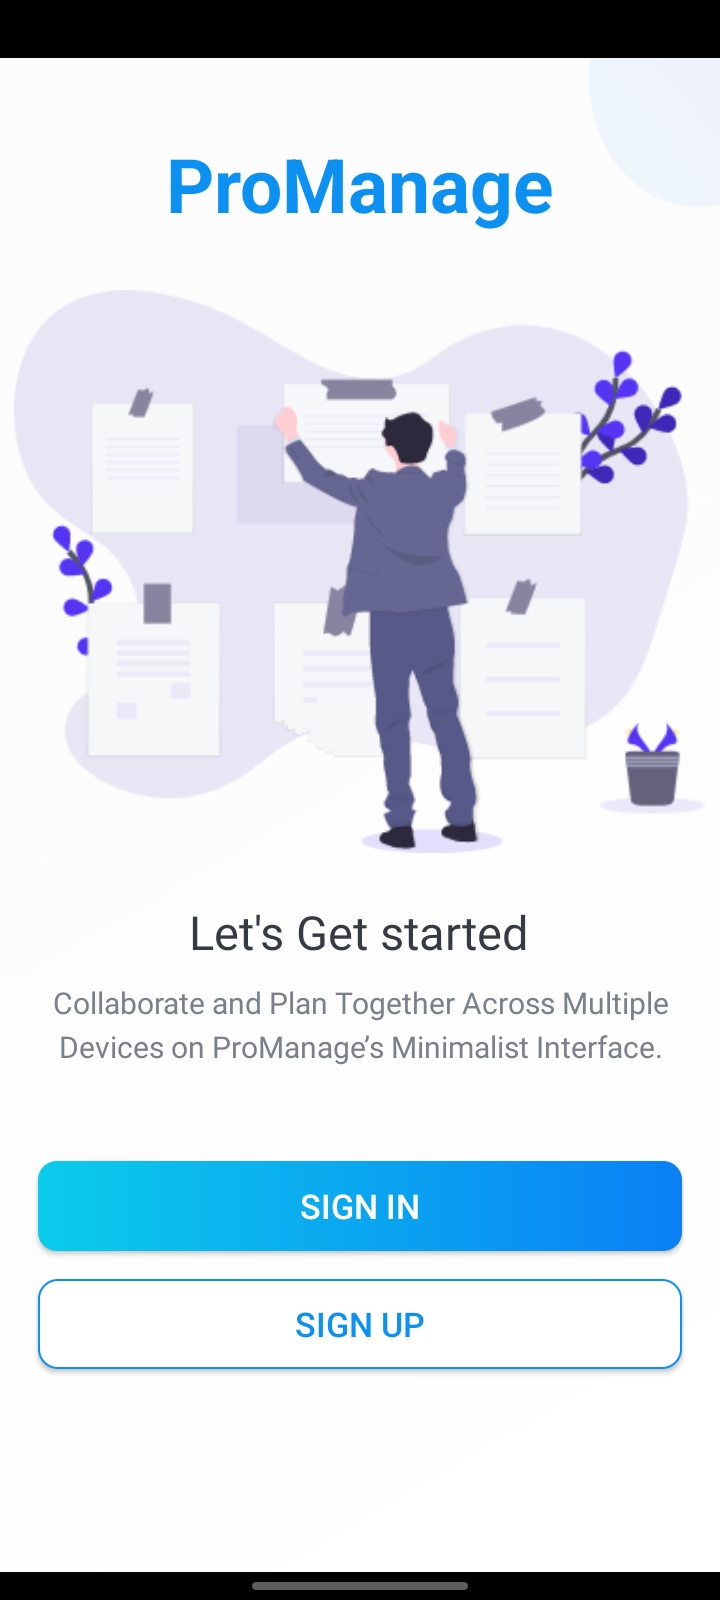 ProManage
Let's Get started
Collaborate and Plan Together Across Multiple
Devices on ProManage’s Minimalist Interface.
SIGN IN
SIGN UP